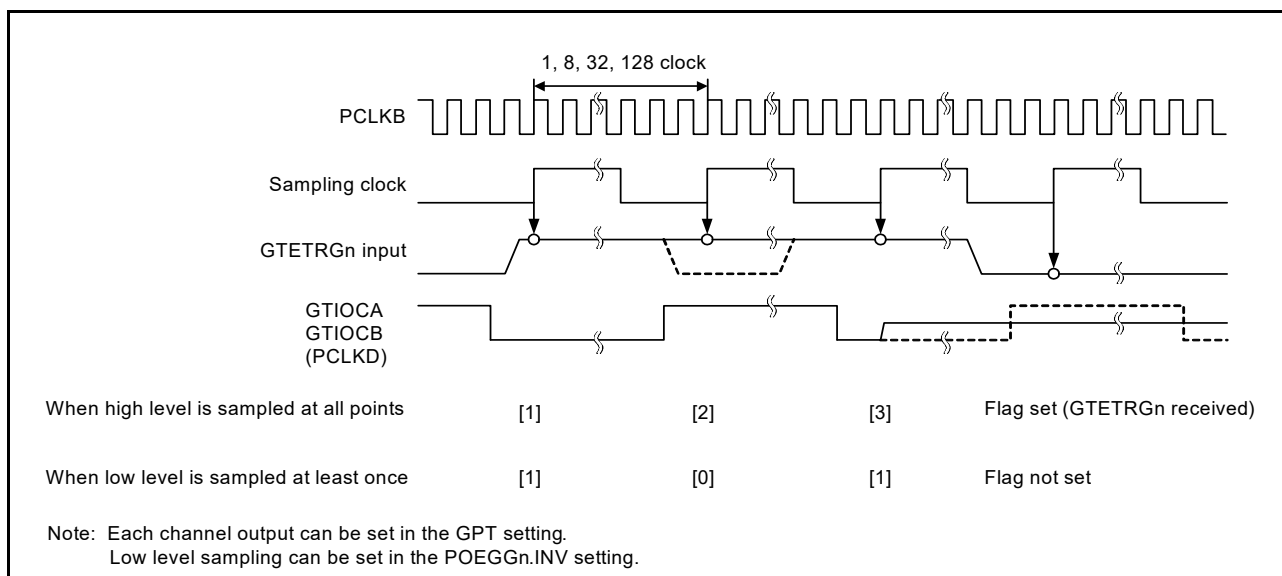 1, 8, 32, 128 clock
PCLKB
Sampling clock
GTETRGn input
GTIOCA
GTIOCB
(PCLKD)
When high level is sampled at all points [1] [2] [3] Flag set (GTETRGn received)
When low level is sampled at least once [1] [0] [1] Flag not set
Note: Each channel output can be set in the GPT setting.
Low level sampling can be set in the POEGGn.INV setting.